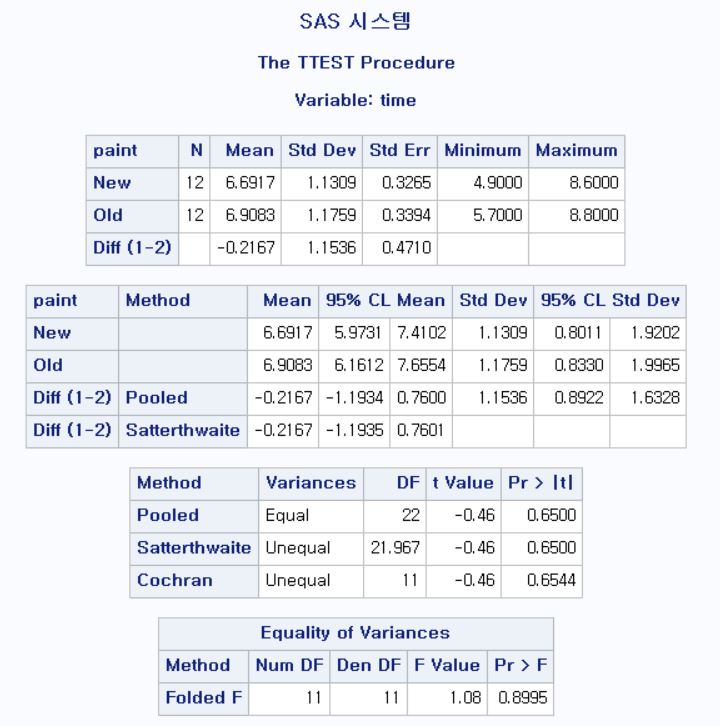 SAS 시스템
The TTEST Procedure
Variable: time
paint N Mean Std Dev Std Err Minimum Maximum
New 12 6.6917 1.1309 0.3265 4.9000 8.6000
Old 12 6.9083 1.1759 0.3394 5.7000 8.8000
Diff (1-2) -0.2167 1.1536 0.4710
paint Method Mean 95% CL Mean Std Dev 95% CL Std Dev
New 6.6917 5.9731 7.4102 1.1309 0.8011 1.9202
Old 6.9083 6.1612 7.6554 1.1759 0.8330 1.9965
Diff (1-2) Pooled -0.2167 -1.1934 0.7600 1.1536 0.8922 1.6328
Diff (1-2) Satterthwaite -0.2167 -1.1935 0.7601
Method Variances DF t Value Pr > |t|
Pooled Equal 22 -0.46 0.6500
Satterthwaite Unequal 21.967 -0.46 0.6500
Cochran Unequal 11 -0.46 0.6544
Equality of Variances
Method Num DF Den DF F Value Pr > F
Folded F 11 11 1.08 0.8995